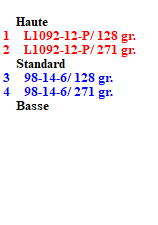 Haute
1 L1092-12-P/ 128 gr.
2 L1092-12-P/ 271 gr.
Standard
3 98-14-6/ 128 gr.
4 98-14-6/ 271 gr.
Basse